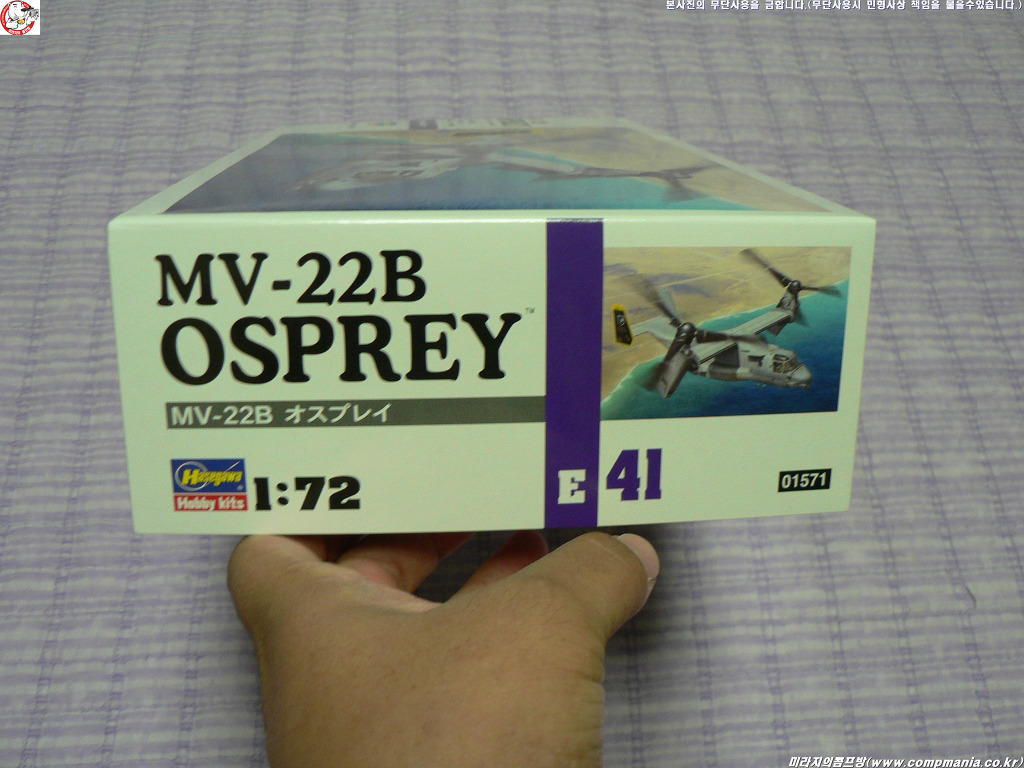 본사진의 무단사용을 금합니다.(무단사용시 민형사상 책임을 물을수있습니다.)
MV-22B
OSPREY™
MV-22B オスプレイ
Hasegawa®
Hobby kits
1:72
E 41
01571
미라지의콤프방(www.compmania.co.kr)